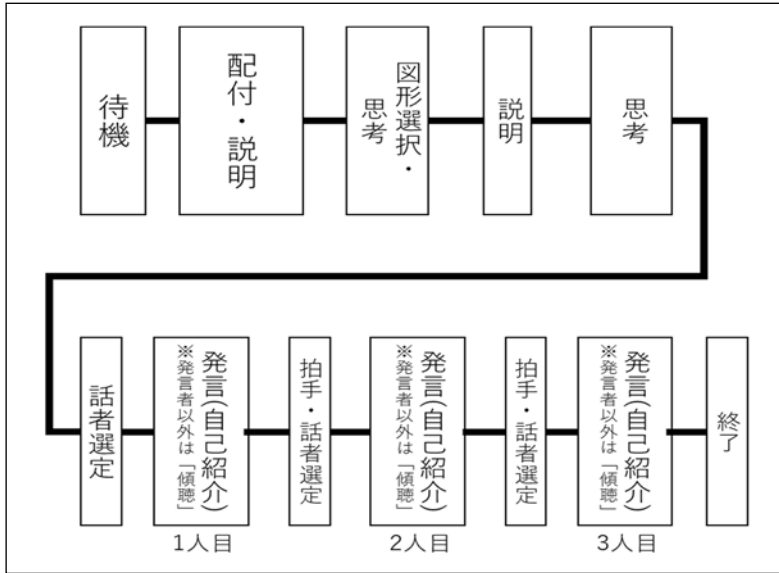 待機
配付・説明
図形選択・
思考
説明
思考
話者選定
発言(自己紹介)
※発言者以外は「傾聴」
拍手・話者選定
発言(自己紹介)
※発言者以外は「傾聴」
拍手・話者選定
発言(自己紹介)
※発言者以外は「傾聴」
終了
1人目
2人目
3人目